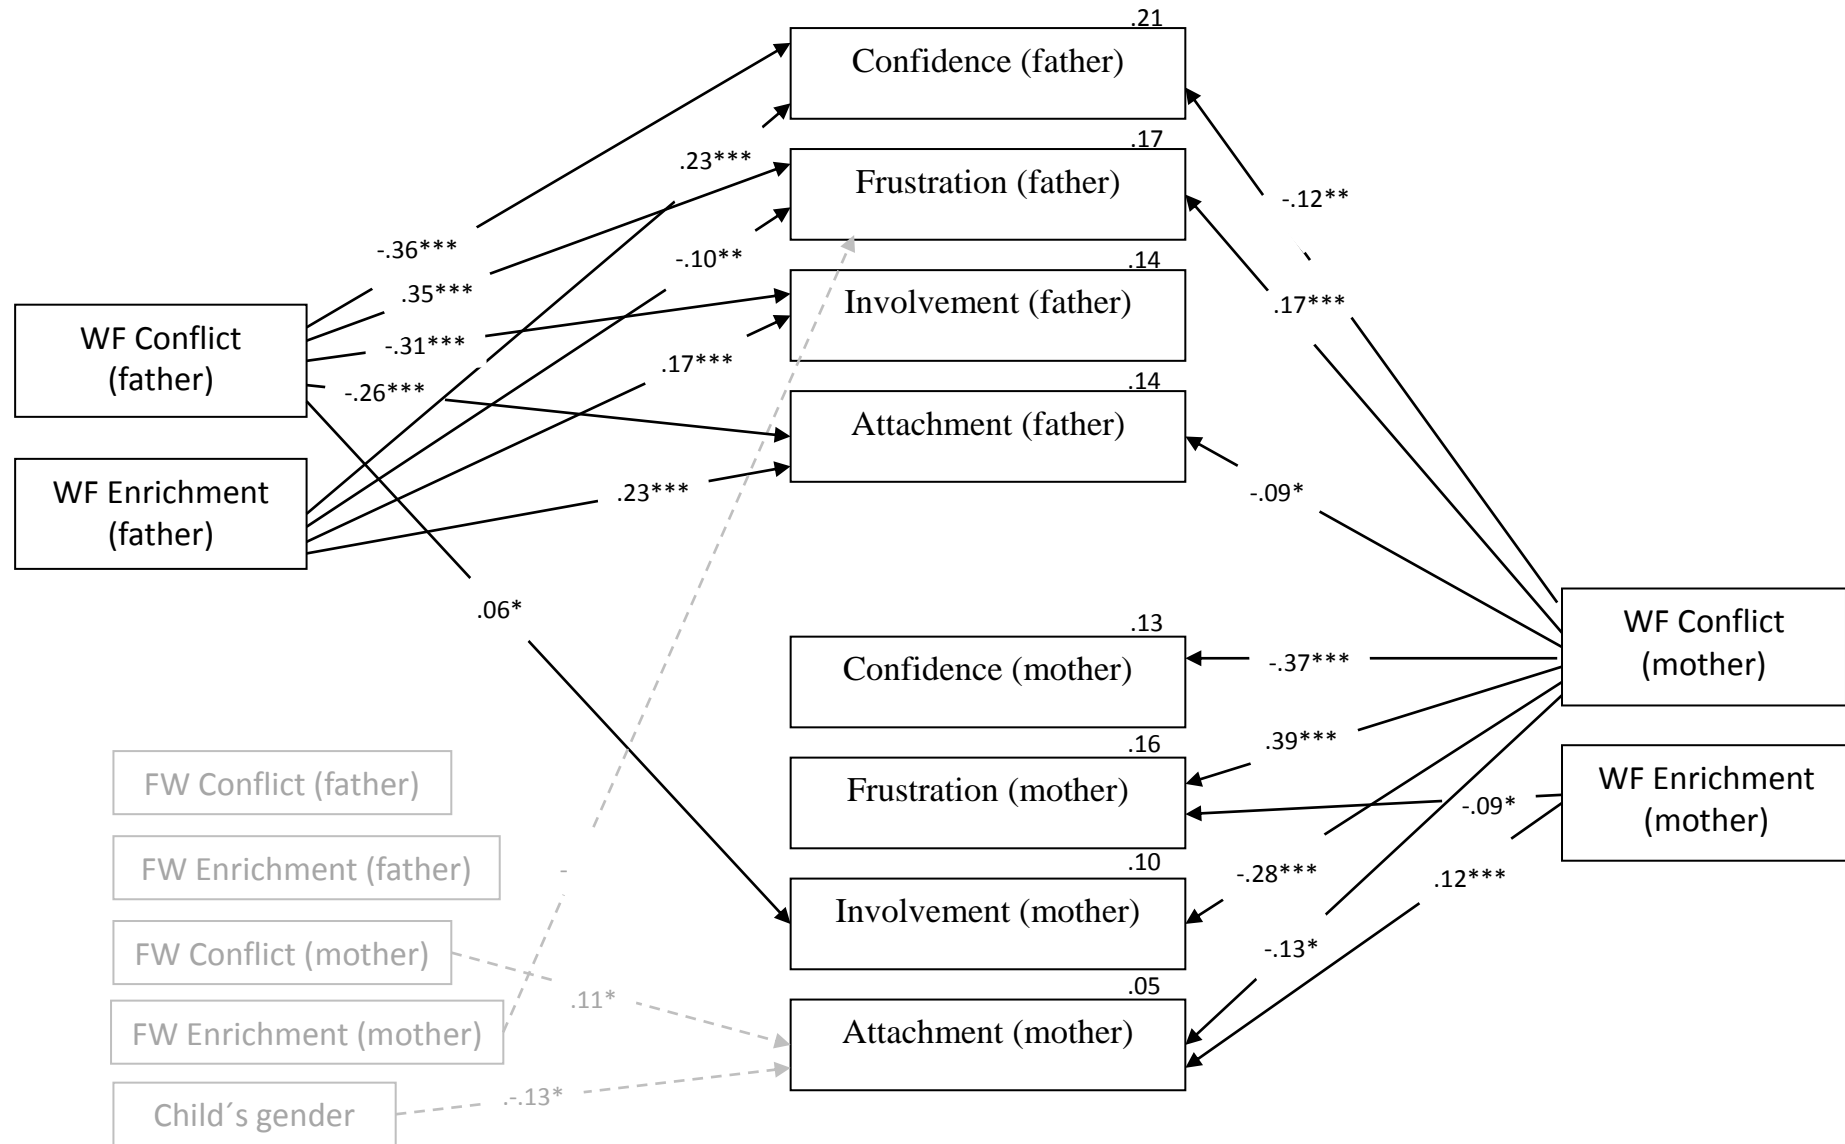 .21
Confidence (father)
.17
.23***
Frustration (father)
-.12**
-.36***
-.10**
.14
.35***
Involvement (father)
.17***
WF Conflict
(father)
-.31***
.17***
-.26***
.14
Attachment (father)
WF Enrichment
(father)
.23***
-.09*
.06*
.13
Confidence (mother)
-.37***
WF Conflict
(mother)
.39***
.16
FW Conflict (father)
Frustration (mother)
-.09*
WF Enrichment
(mother)
FW Enrichment (father)
-
.10
-.28***
.12***
Involvement (mother)
FW Conflict (mother)
-.13*
.05
.11*
FW Enrichment (mother)
Attachment (mother)
.-.13*
Child´s gender